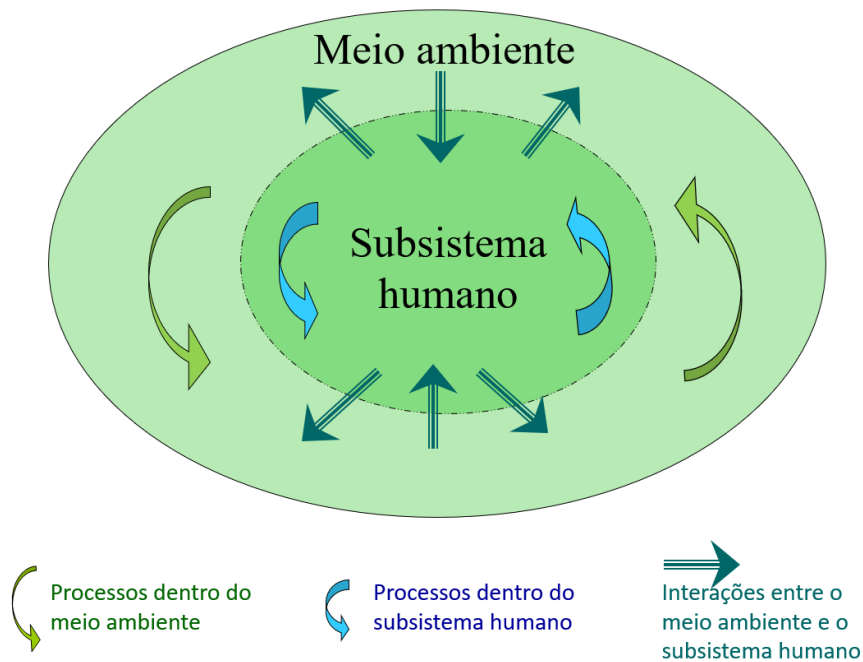 Meio ambiente
Subsistema
humano
Processos dentro do
meio ambiente
Processos dentro do
subsistema humano
Interações entre o
meio ambiente e o
subsistema humano